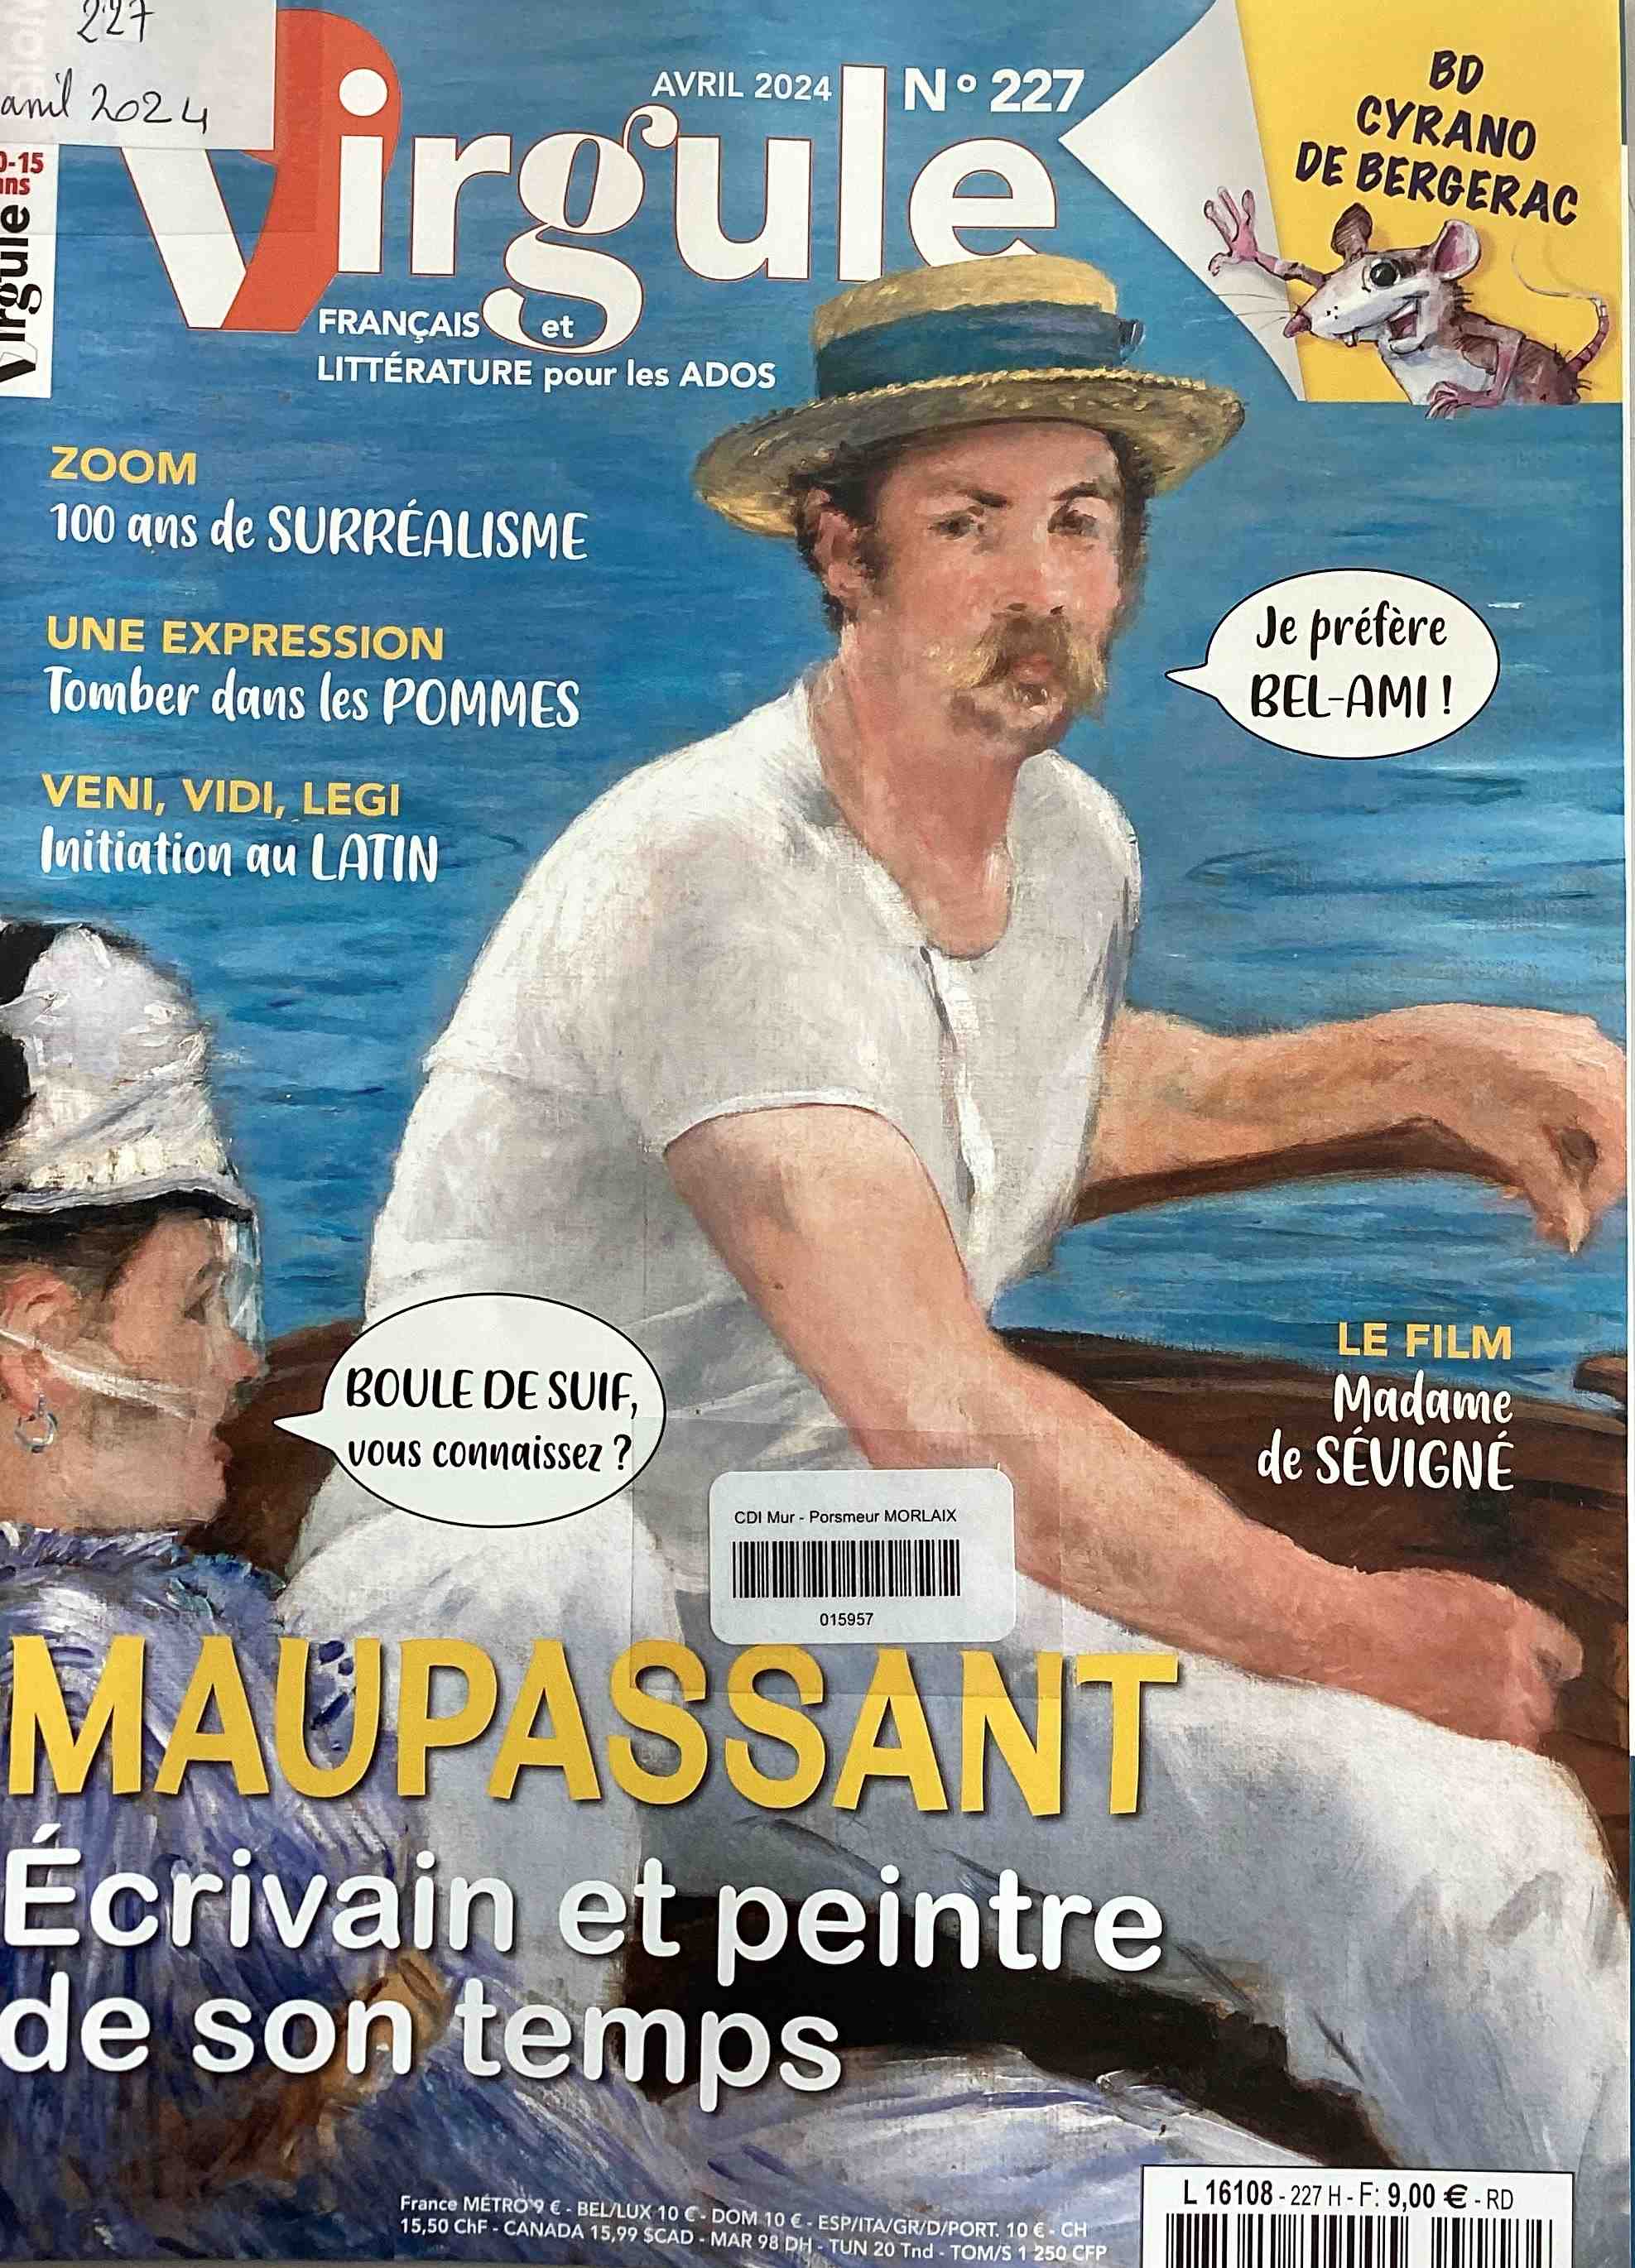 227
avril 2024
AVRIL 2024
N° 227
Virgule
FRANÇAIS et
LITTÉRATURE pour les ADOS
BD
CYRANO
DE BERGERAC
0-15
ans
Virgule
ZOOM
100 ans de SURRÉALISME
UNE EXPRESSION
Tomber dans les POMMES
VENI, VIDI, LEGI
Initiation au LATIN
Je préfère
BEL-AMI !
BOULE DE SUIF,
vous connaissez ?
LE FILM
Madame
de SÉVIGNÉ
CDI Mur - Porsmeur MORLAIX
015957
MAUPASSANT
Écrivain et peintre
de son temps
France MÉTRO 9 € - BEL/LUX 10 € - DOM 10 € - ESP/ITA/GR/D/PORT. 10 € - CH
15,50 ChF - CANADA 15,99 $CAD - MAR 98 DH - TUN 20 Tnd - TOM/S 1 250 CFP
L 16108 - 227 H - F: 9,00 € - RD